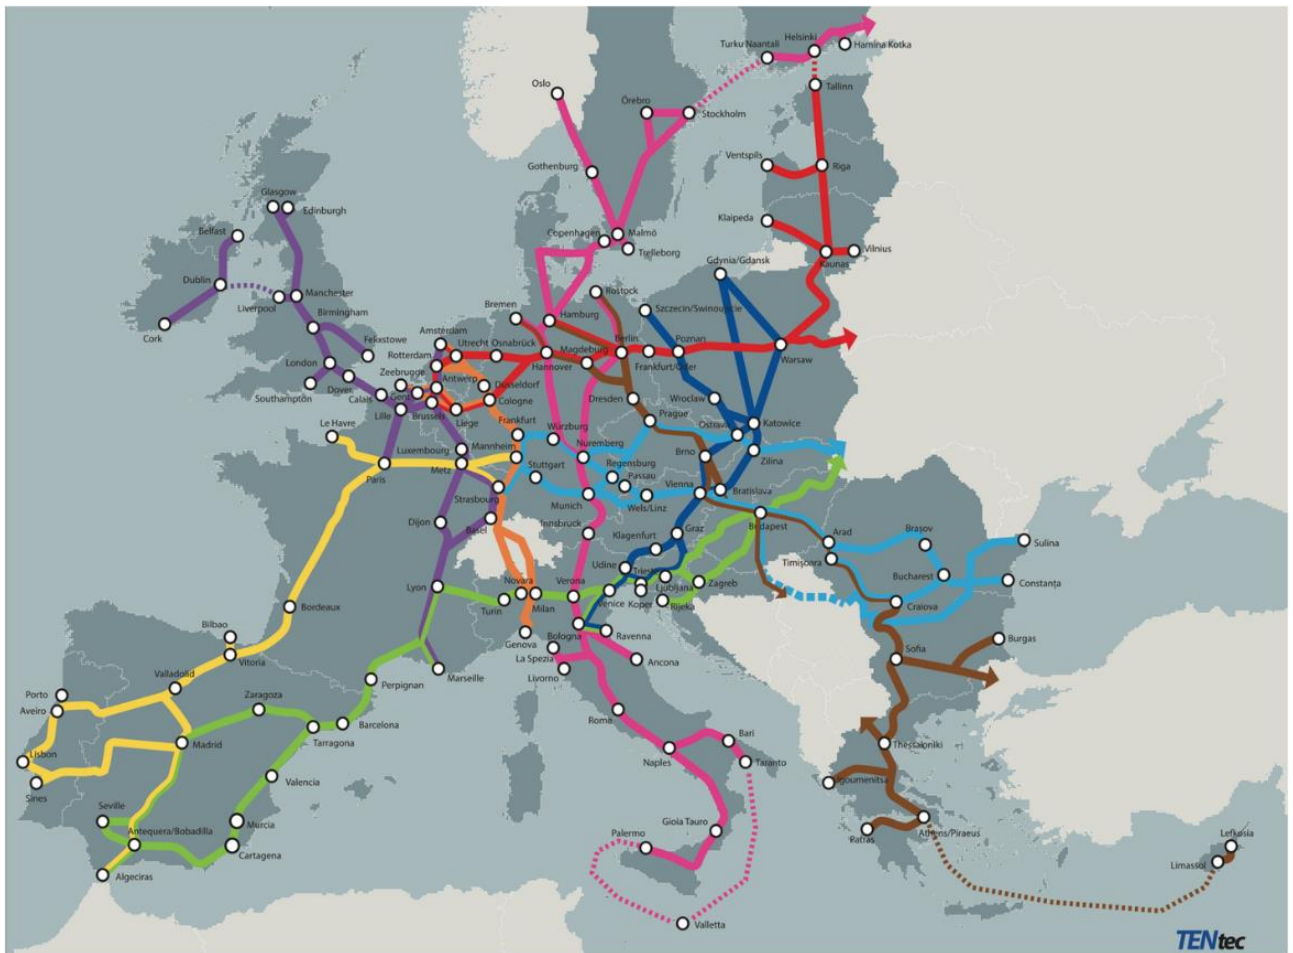 Helsinki
Turku Naantali
Hamina Kotka
Oslo
Tallinn
Örebro
Stockholm
Ventspils
Riga
Gothenburg
Glasgow
Edinburgh
Klaipeda
Belfast
Copenhagen
Malmö
Trelleborg
Vilnius
Kaunas
Gdynia/Gdansk
Dublin
Liverpool
Manchester
Rostock
Szczecin/Swinoujscie
Birmingham
Bremen
Hamburg
Cork
Felixstowe
Amsterdam
Utrecht
Osnabrück
Berlin
Poznan
Warsaw
London
Rotterdam
Hannover
Magdeburg
Frankfurt/Oder
Zeebrugge
Antwerp
Düsseldorf
Southampton
Dover
Calais
Gent
Cologne
Dresden
Wroclaw
Lille
Brussels
Liège
Le Havre
Frankfurt
Würzburg
Prague
Ostrava
Katowice
Luxembourg
Mannheim
Nuremberg
Brno
Zilina
Paris
Metz
Stuttgart
Regensburg
Passau
Strasbourg
Munich
Wels/Linz
Vienna
Bratislava
Dijon
Basel
Innsbruck
Klagenfurt
Graz
Budapest
Arad
Braşov
Sulina
Udine
Trieste
Timişonra
Lyon
Novara
Verona
Ljubljana
Zagreb
Bucharest
Constanţa
Turin
Milan
Venice
Koper
Rijeka
Craiova
Bordeaux
Bilbao
Genova
Bologna
Ravenna
Burgas
Vitoria
La Spezia
Ancona
Sofia
Valladolid
Marseille
Livorno
Porto
Perpignan
Aveiro
Zaragoza
Roma
Barcelona
Tarragona
Bari
Madrid
Naples
Thessaloniki
Lisbon
Taranto
Sines
Valencia
Igoumenitsa
Seville
Murcia
Gioia Tauro
Antequera/Bobadilla
Palermo
Patras
Athens/Piraeus
Lefkosia
Cartagena
Limassol
Algeciras
Valletta
TENtec